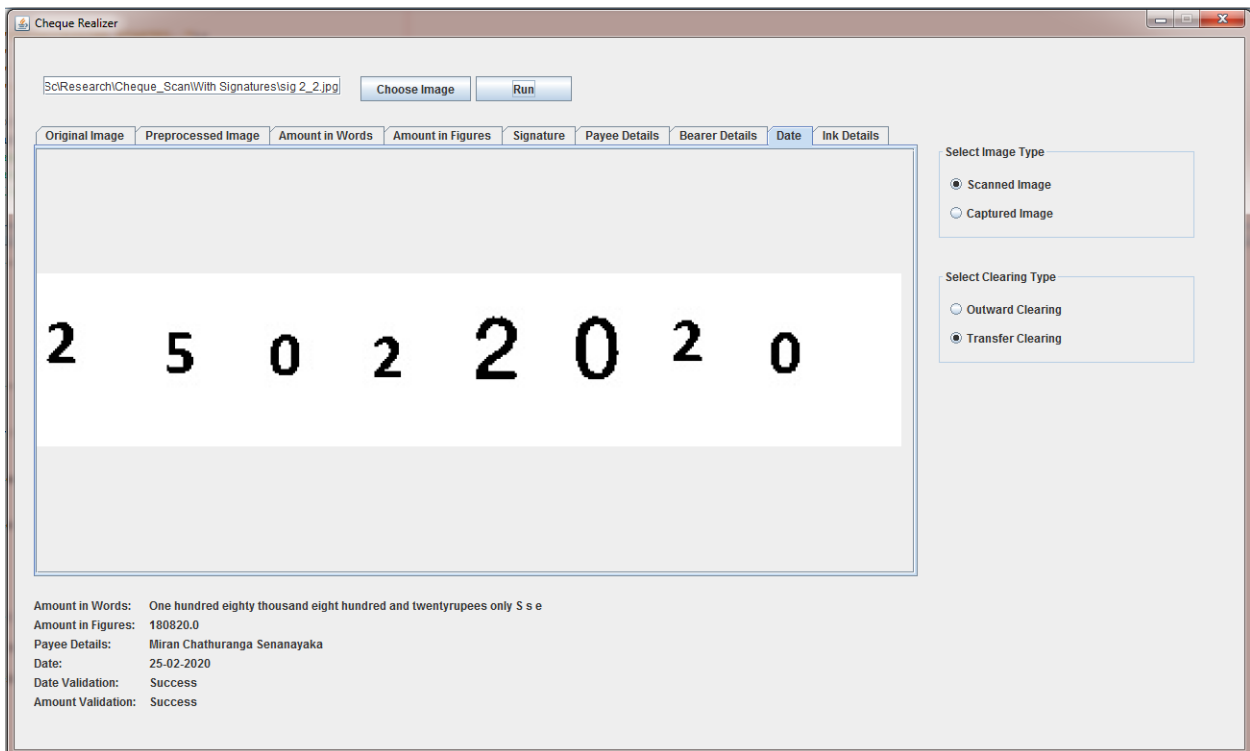 Cheque Realizer
Sc\Research\Cheque_Scan\With Signatures\sig 2_2.jpg Choose Image Run
Original Image Preprocessed Image Amount in Words Amount in Figures Signature Payee Details Bearer Details Date Ink Details
Select Image Type
Scanned Image
Captured Image
Select Clearing Type
Outward Clearing
Transfer Clearing
2 5 0 2 2 0 2 0
Amount in Words: One hundred eighty thousand eight hundred and twentyrupees only S s e
Amount in Figures: 180820.0
Payee Details: Miran Chathuranga Senanayaka
Date: 25-02-2020
Date Validation: Success
Amount Validation: Success